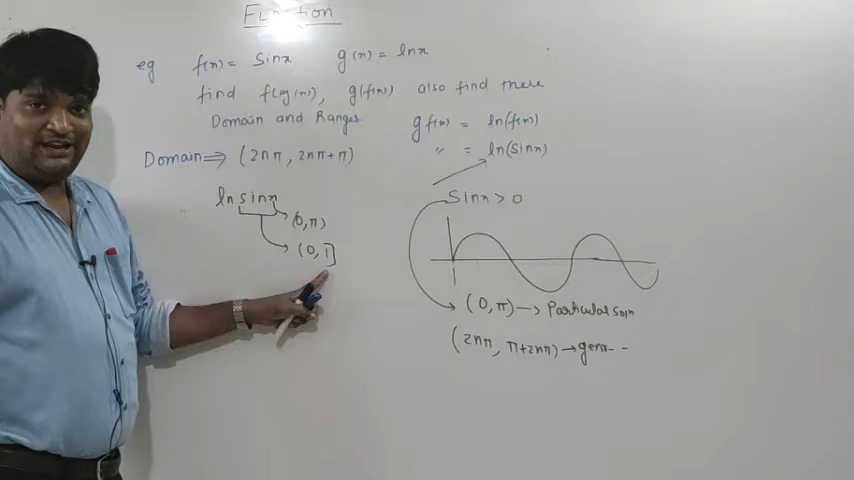 Function
eg f(x) = sinx g(x) = lnx
find f(g(x)), g(f(x)) also find there
Domain and Ranges.
gf(x) = ln(f(x))
" = ln(sinx)
Domain ⇒ (2nπ, 2nπ+π)
ln sinx
(0,π)
(0,1]
Sinx > 0
(0,π) → Particular soln
(2nπ, π+2nπ) → gen